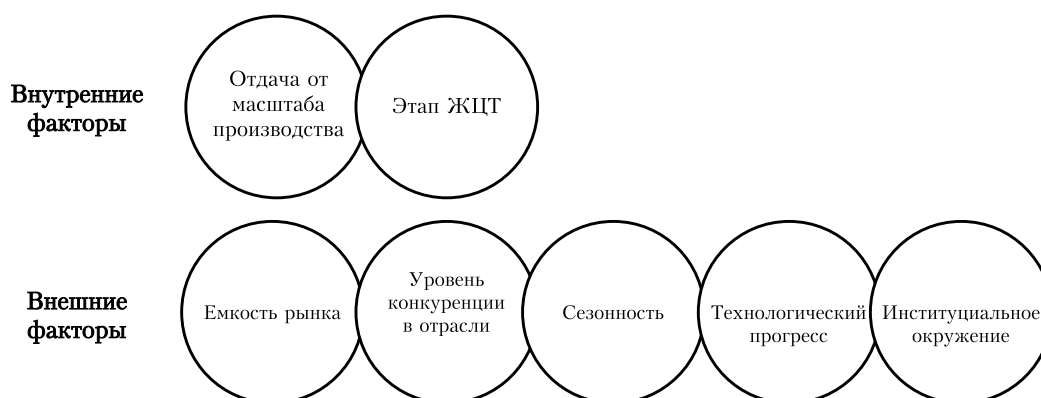 Внутренние
факторы
Отдача от
масштаба
производства
Этап ЖЦТ
Внешние
факторы
Емкость рынка
Уровень
конкуренции
в отрасли
Сезонность
Технологический
прогресс
Институциальное
окружение